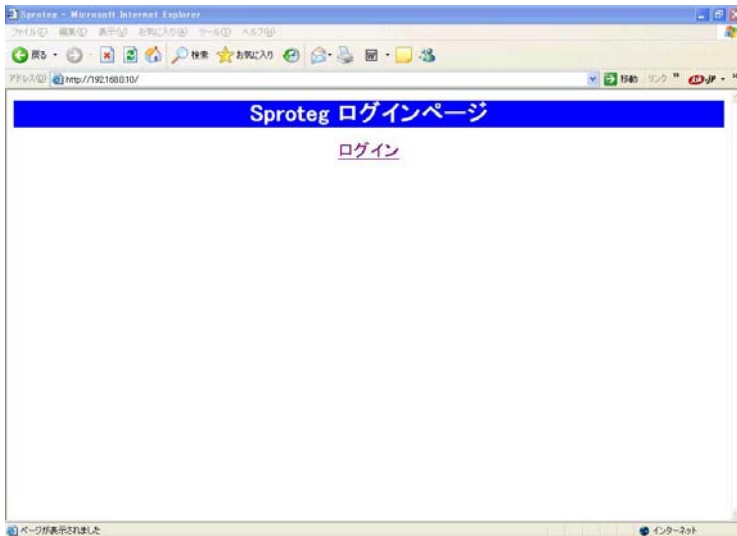 Sproteg - Microsoft Internet Explorer
ファイル(F) 編集(E) 表示(V) お気に入り(A) ツール(T) ヘルプ(H)
戻る 検索 お気に入り
アドレス(D) http://192.168.0.10/ 移動 リンク » JP
Sproteg ログインページ
ログイン
ページが表示されました インターネット